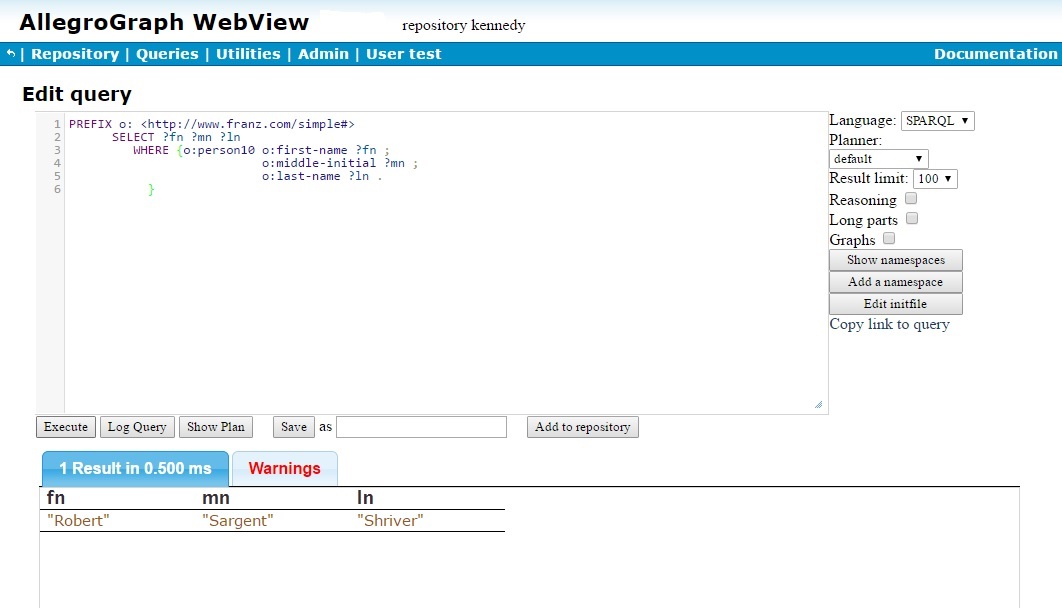 AllegroGraph WebView repository kennedy
↰ | Repository | Queries | Utilities | Admin | User test Documentation
Edit query
1 PREFIX o: <http://www.franz.com/simple#>
2 SELECT ?fn ?mn ?ln
3 WHERE {o:person10 o:first-name ?fn ;
4 o:middle-initial ?mn ;
5 o:last-name ?ln .
6 }
Language: SPARQL ▼
Planner:
default ▼
Result limit: 100 ▼
Reasoning
Long parts
Graphs
Show namespaces
Add a namespace
Edit initfile
Copy link to query
Execute Log Query Show Plan Save as Add to repository
1 Result in 0.500 ms Warnings
fn mn ln
"Robert" "Sargent" "Shriver"